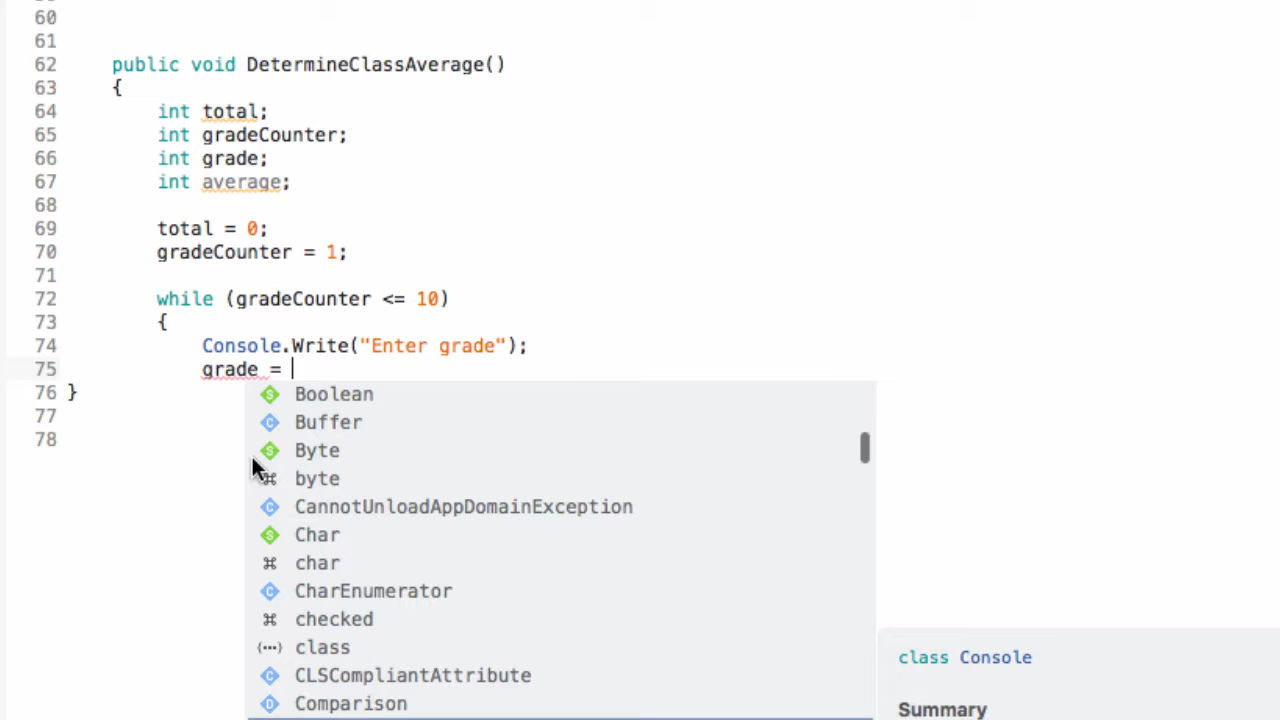 60
61
62 public void DetermineClassAverage()
63 {
64 int total;
65 int gradeCounter;
66 int grade;
67 int average;
68
69 total = 0;
70 gradeCounter = 1;
71
72 while (gradeCounter <= 10)
73 {
74 Console.Write("Enter grade");
75 grade =
76 }
77
78
Boolean
Buffer
Byte
byte
CannotUnloadAppDomainException
Char
char
CharEnumerator
checked
class
CLSCompliantAttribute
Comparison
class Console
Summary